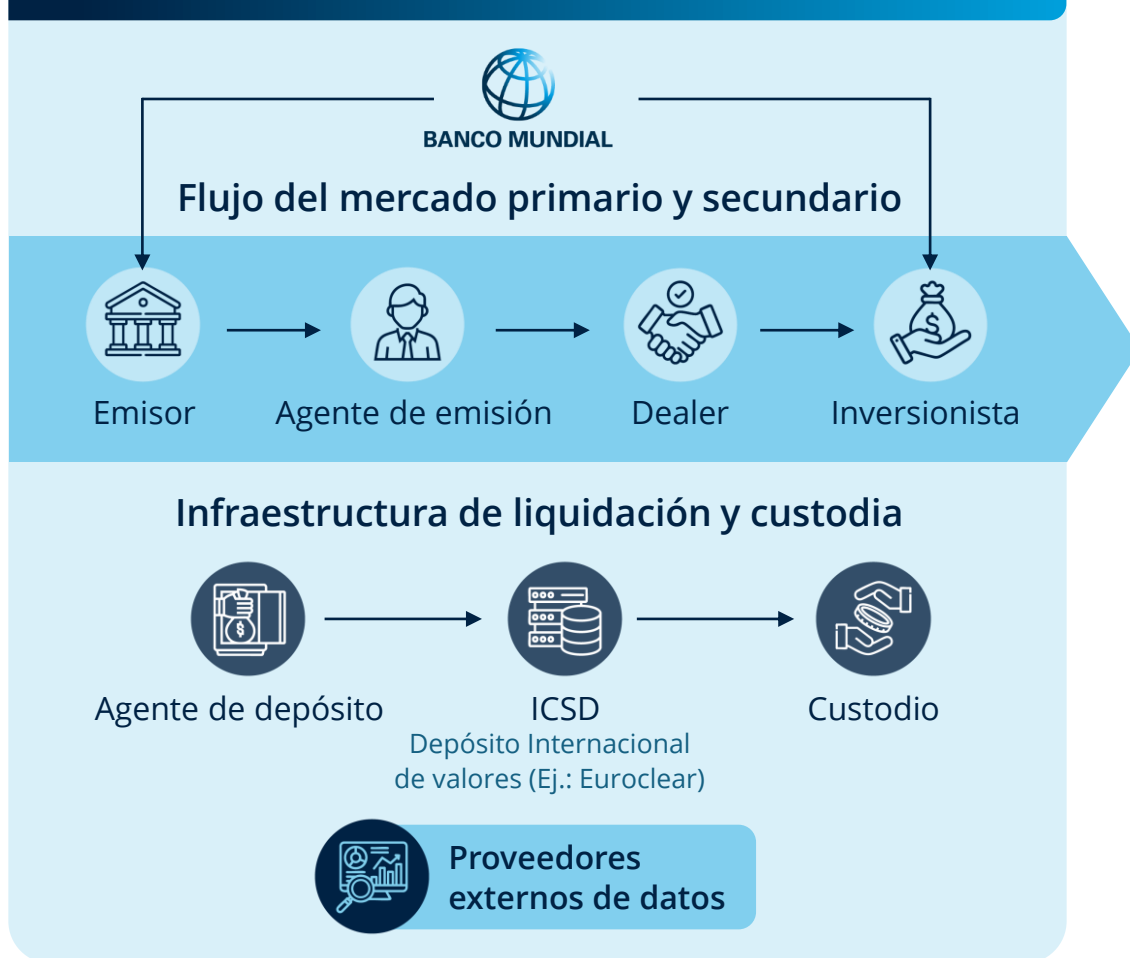 BANCO MUNDIAL
Flujo del mercado primario y secundario
Emisor
Agente de emisión
Dealer
Inversionista
Infraestructura de liquidación y custodia
Agente de depósito
ICSD
Depósito Internacional
de valores (Ej.: Euroclear)
Custodio
Proveedores
externos de datos